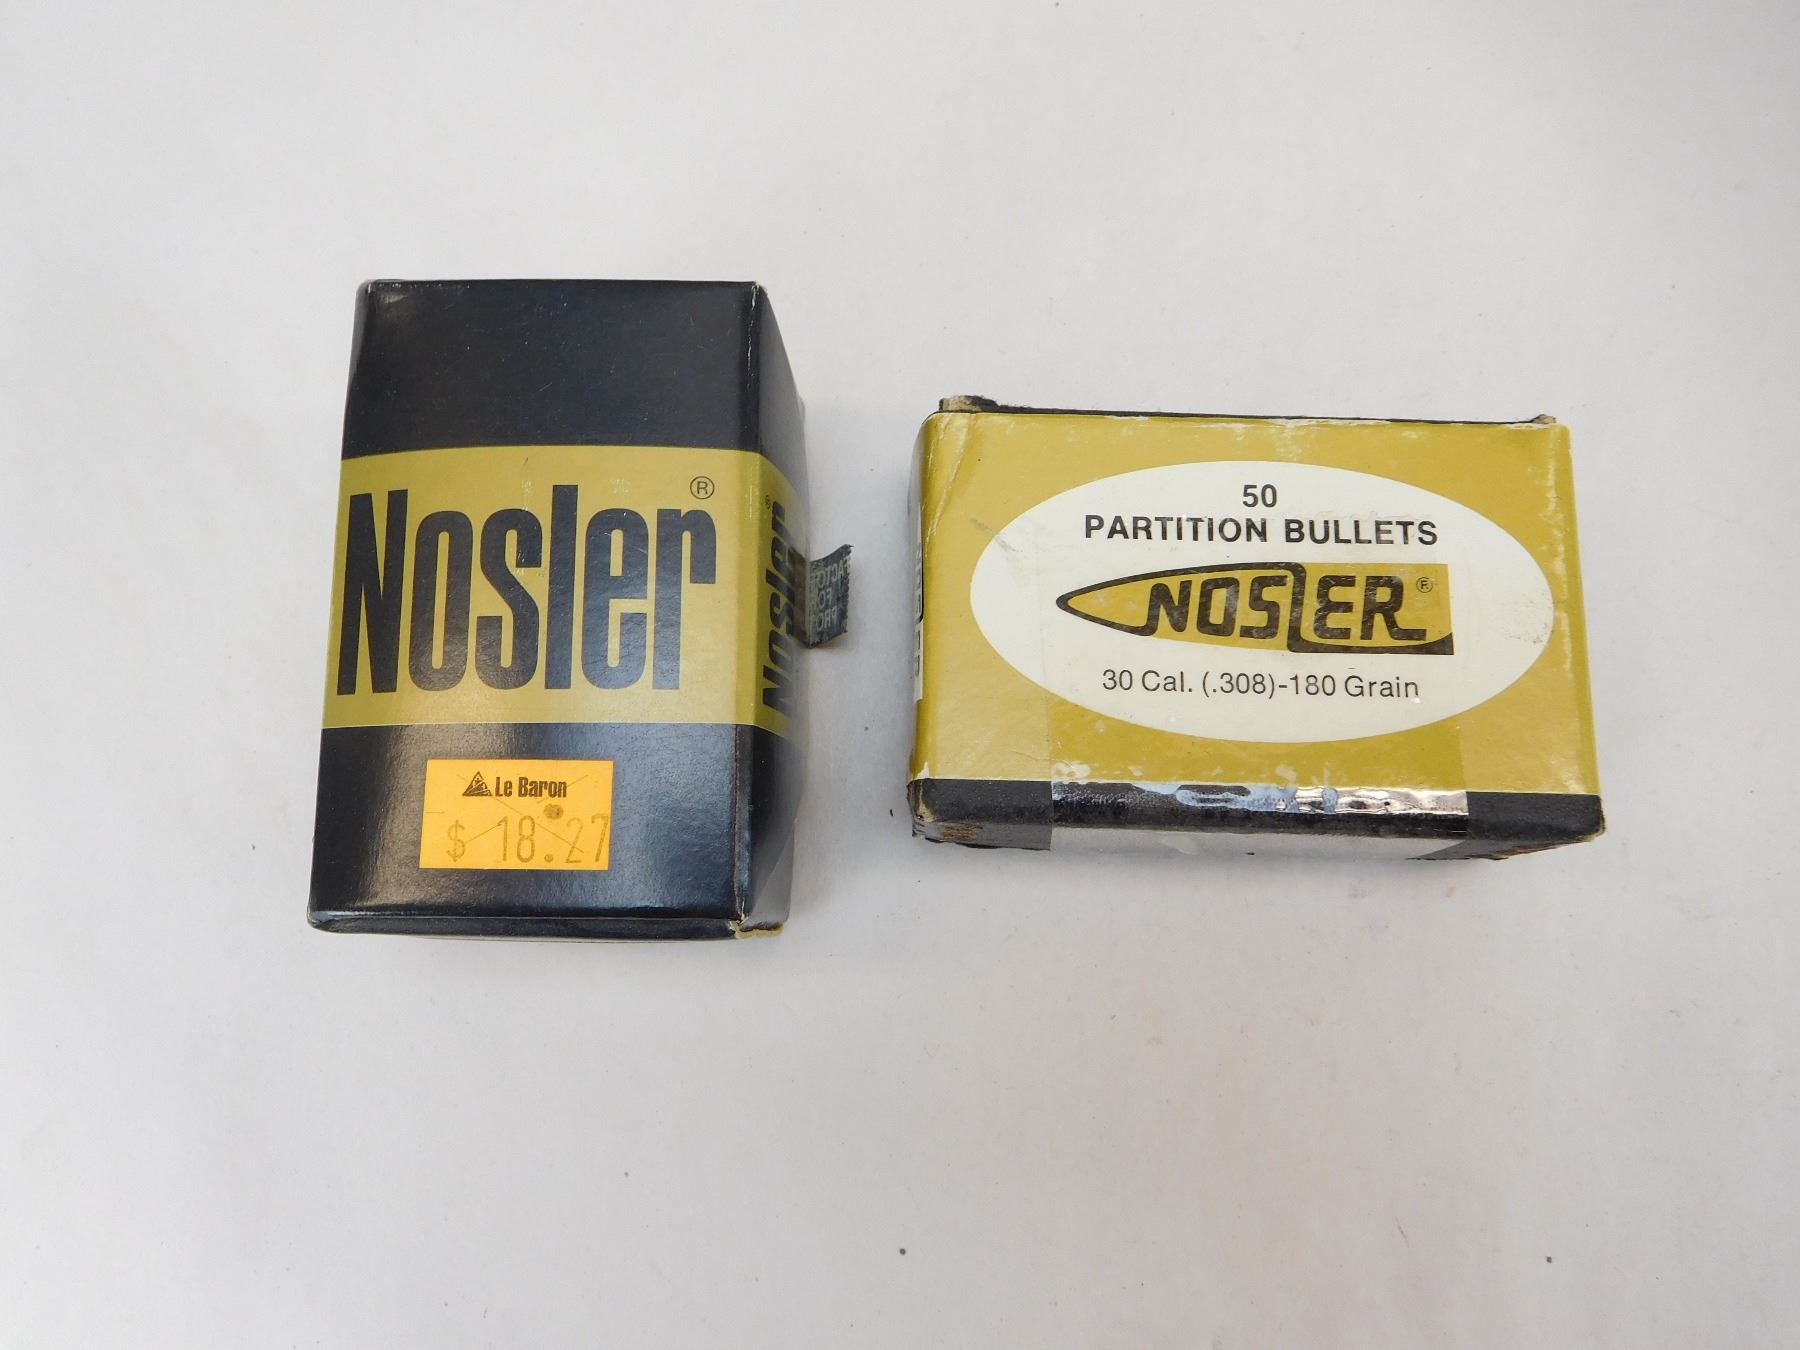 Nosler®
Nosler®
Le Baron
$ 18.27
50
PARTITION BULLETS
NOSLER®
30 Cal. (.308)-180 Grain